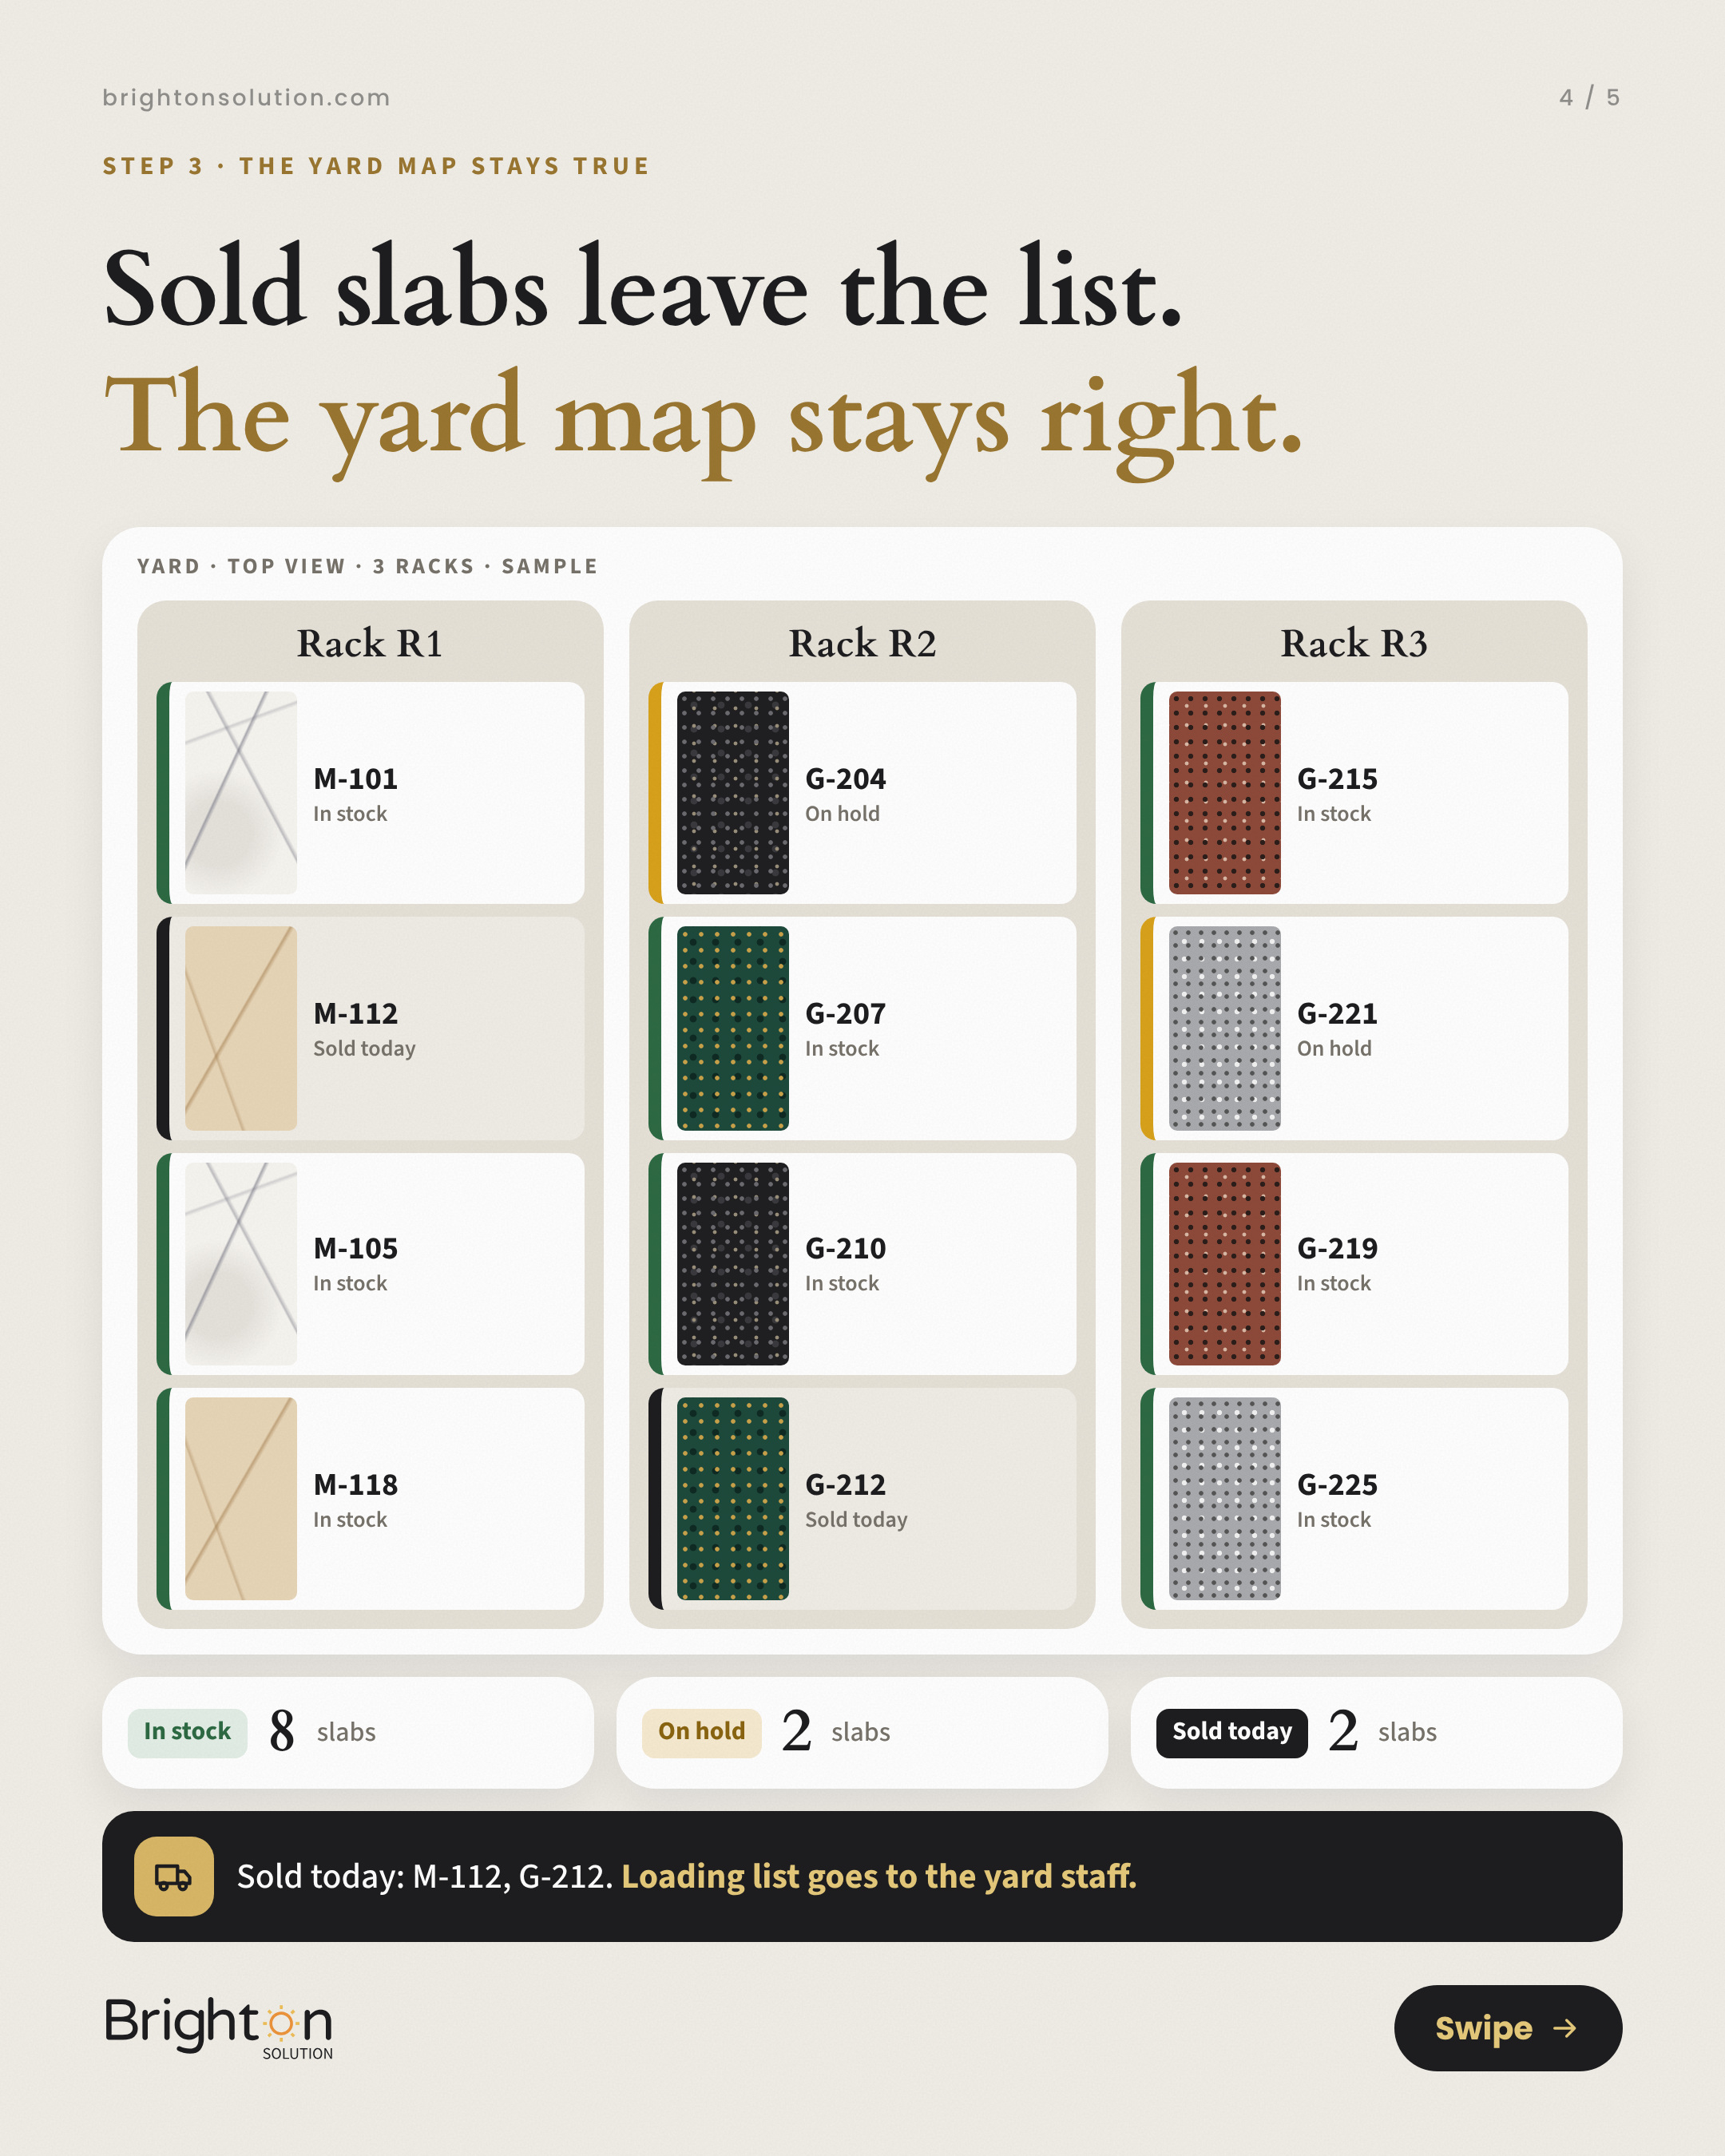 brightonsolution.com
4 / 5
STEP 3 · THE YARD MAP STAYS TRUE
Sold slabs leave the list.
The yard map stays right.
YARD · TOP VIEW · 3 RACKS · SAMPLE
Rack R1
M-101
In stock
M-112
Sold today
M-105
In stock
M-118
In stock
Rack R2
G-204
On hold
G-207
In stock
G-210
In stock
G-212
Sold today
Rack R3
G-215
In stock
G-221
On hold
G-219
In stock
G-225
In stock
In stock 8 slabs
On hold 2 slabs
Sold today 2 slabs
Sold today: M-112, G-212. Loading list goes to the yard staff.
Brighton
SOLUTION
Swipe →